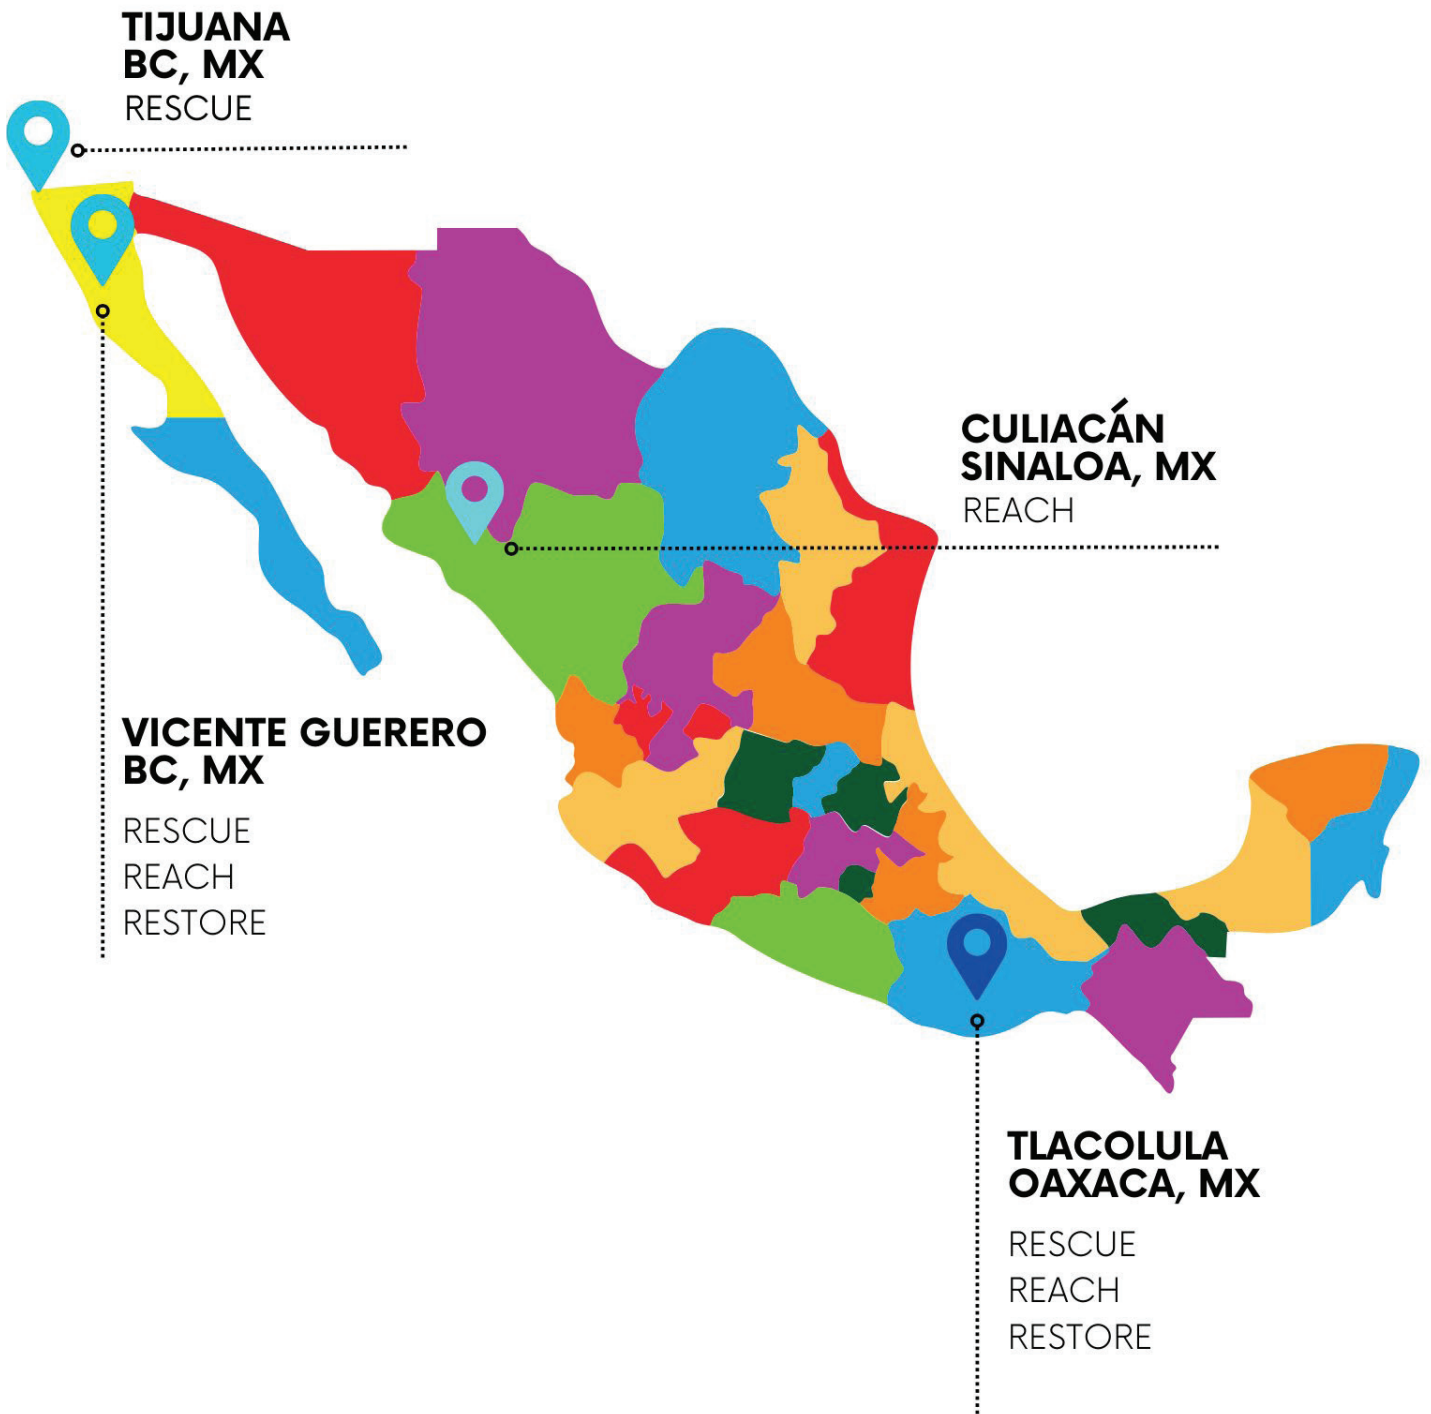 TIJUANA
BC, MX
RESCUE
CULIACÁN
SINALOA, MX
REACH
VICENTE GUERERO
BC, MX
RESCUE
REACH
RESTORE
TLACOLULA
OAXACA, MX
RESCUE
REACH
RESTORE